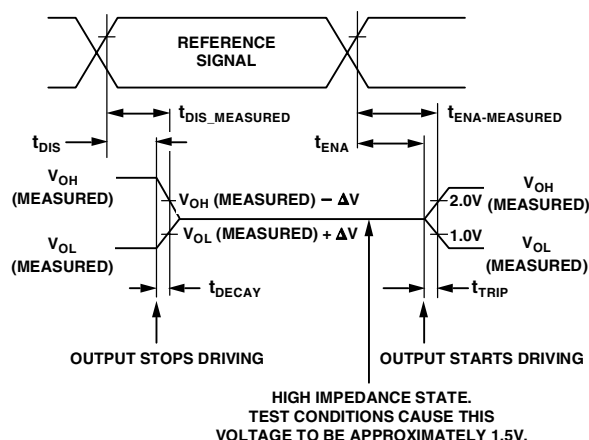 REFERENCE
SIGNAL
tDIS_MEASURED
tENA-MEASURED
tDIS
tENA
VOH
(MEASURED)
VOH (MEASURED) – ΔV
2.0V
VOH
(MEASURED)
VOL
(MEASURED)
VOL (MEASURED) + ΔV
1.0V
VOL
(MEASURED)
tDECAY
tTRIP
OUTPUT STOPS DRIVING
OUTPUT STARTS DRIVING
HIGH IMPEDANCE STATE.
TEST CONDITIONS CAUSE THIS
VOLTAGE TO BE APPROXIMATELY 1.5V.